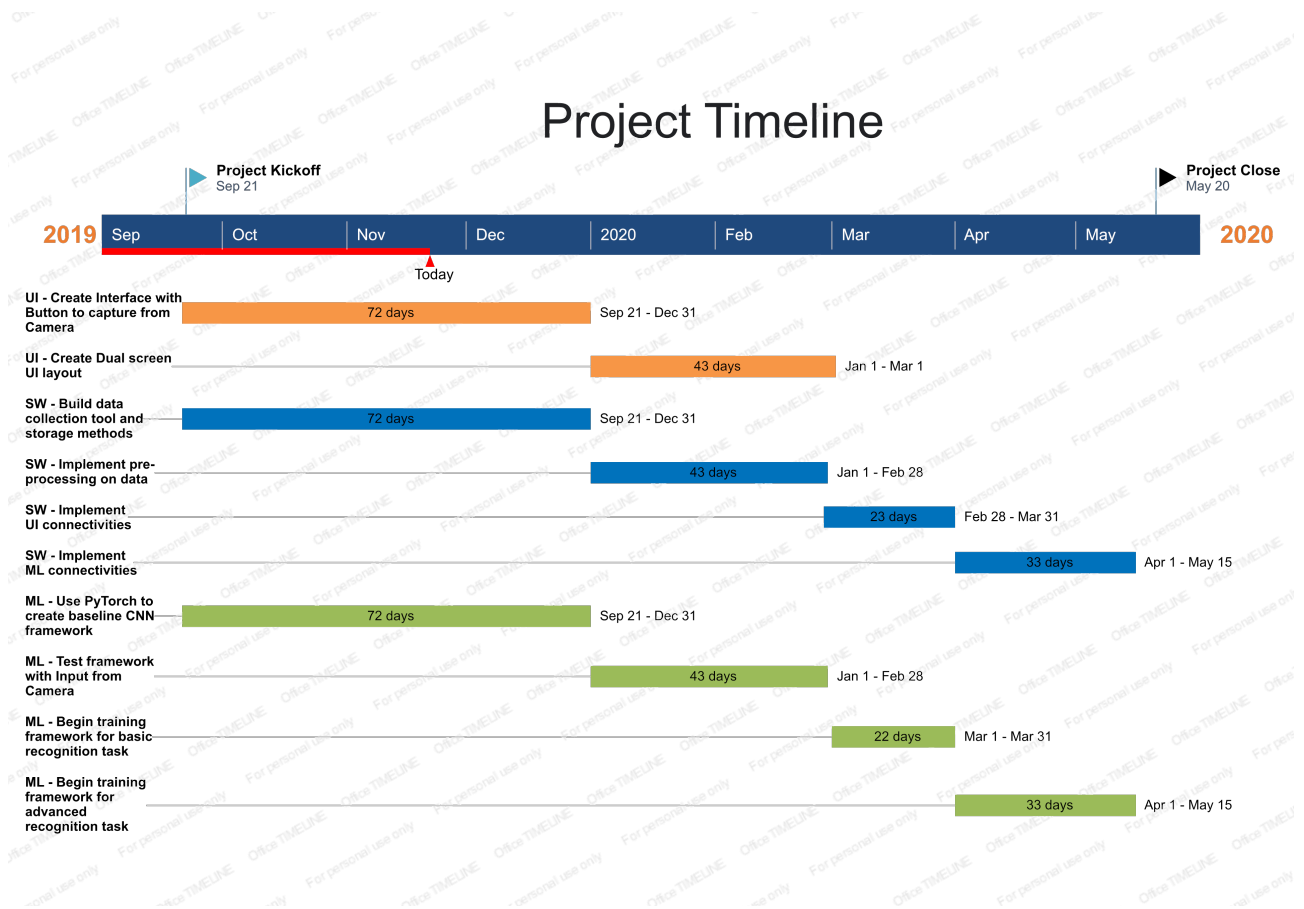 Project Timeline
Project Kickoff
Sep 21
Project Close
May 20
2019
Sep
Oct
Nov
Dec
2020
Feb
Mar
Apr
May
2020
Today
UI - Create Interface with
Button to capture from
Camera
72 days
Sep 21 - Dec 31
UI - Create Dual screen
UI layout
43 days
Jan 1 - Mar 1
SW - Build data
collection tool and
storage methods
72 days
Sep 21 - Dec 31
SW - Implement pre-
processing on data
43 days
Jan 1 - Feb 28
SW - Implement
UI connectivities
23 days
Feb 28 - Mar 31
SW - Implement
ML connectivities
33 days
Apr 1 - May 15
ML - Use PyTorch to
create baseline CNN
framework
72 days
Sep 21 - Dec 31
ML - Test framework
with Input from
Camera
43 days
Jan 1 - Feb 28
ML - Begin training
framework for basic
recognition task
22 days
Mar 1 - Mar 31
ML - Begin training
framework for
advanced
recognition task
33 days
Apr 1 - May 15
Office TIMELINE
For personal use only